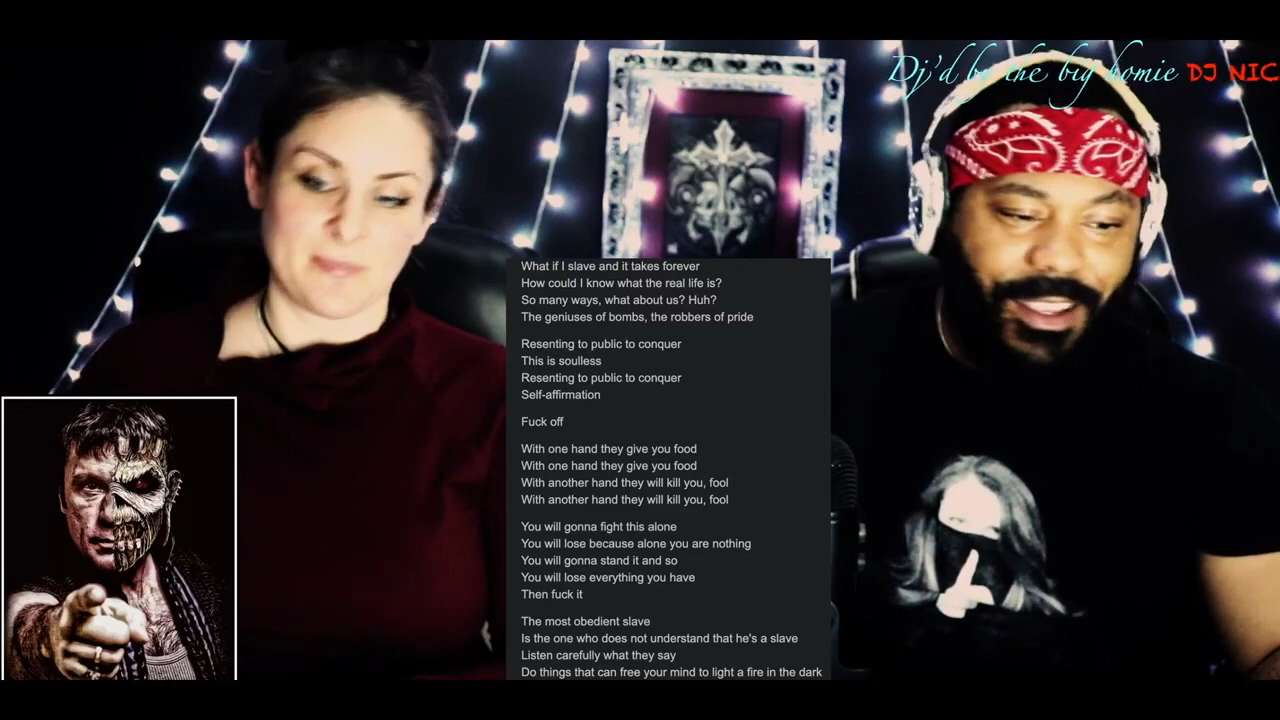 Dj'd by the big homie DJ NIC
What if I slave and it takes forever
How could I know what the real life is?
So many ways, what about us? Huh?
The geniuses of bombs, the robbers of pride
Resenting to public to conquer
This is soulless
Resenting to public to conquer
Self-affirmation
Fuck off
With one hand they give you food
With one hand they give you food
With another hand they will kill you, fool
With another hand they will kill you, fool
You will gonna fight this alone
You will lose because alone you are nothing
You will gonna stand it and so
You will lose everything you have
Then fuck it
The most obedient slave
Is the one who does not understand that he's a slave
Listen carefully what they say
Do things that can free your mind to light a fire in the dark